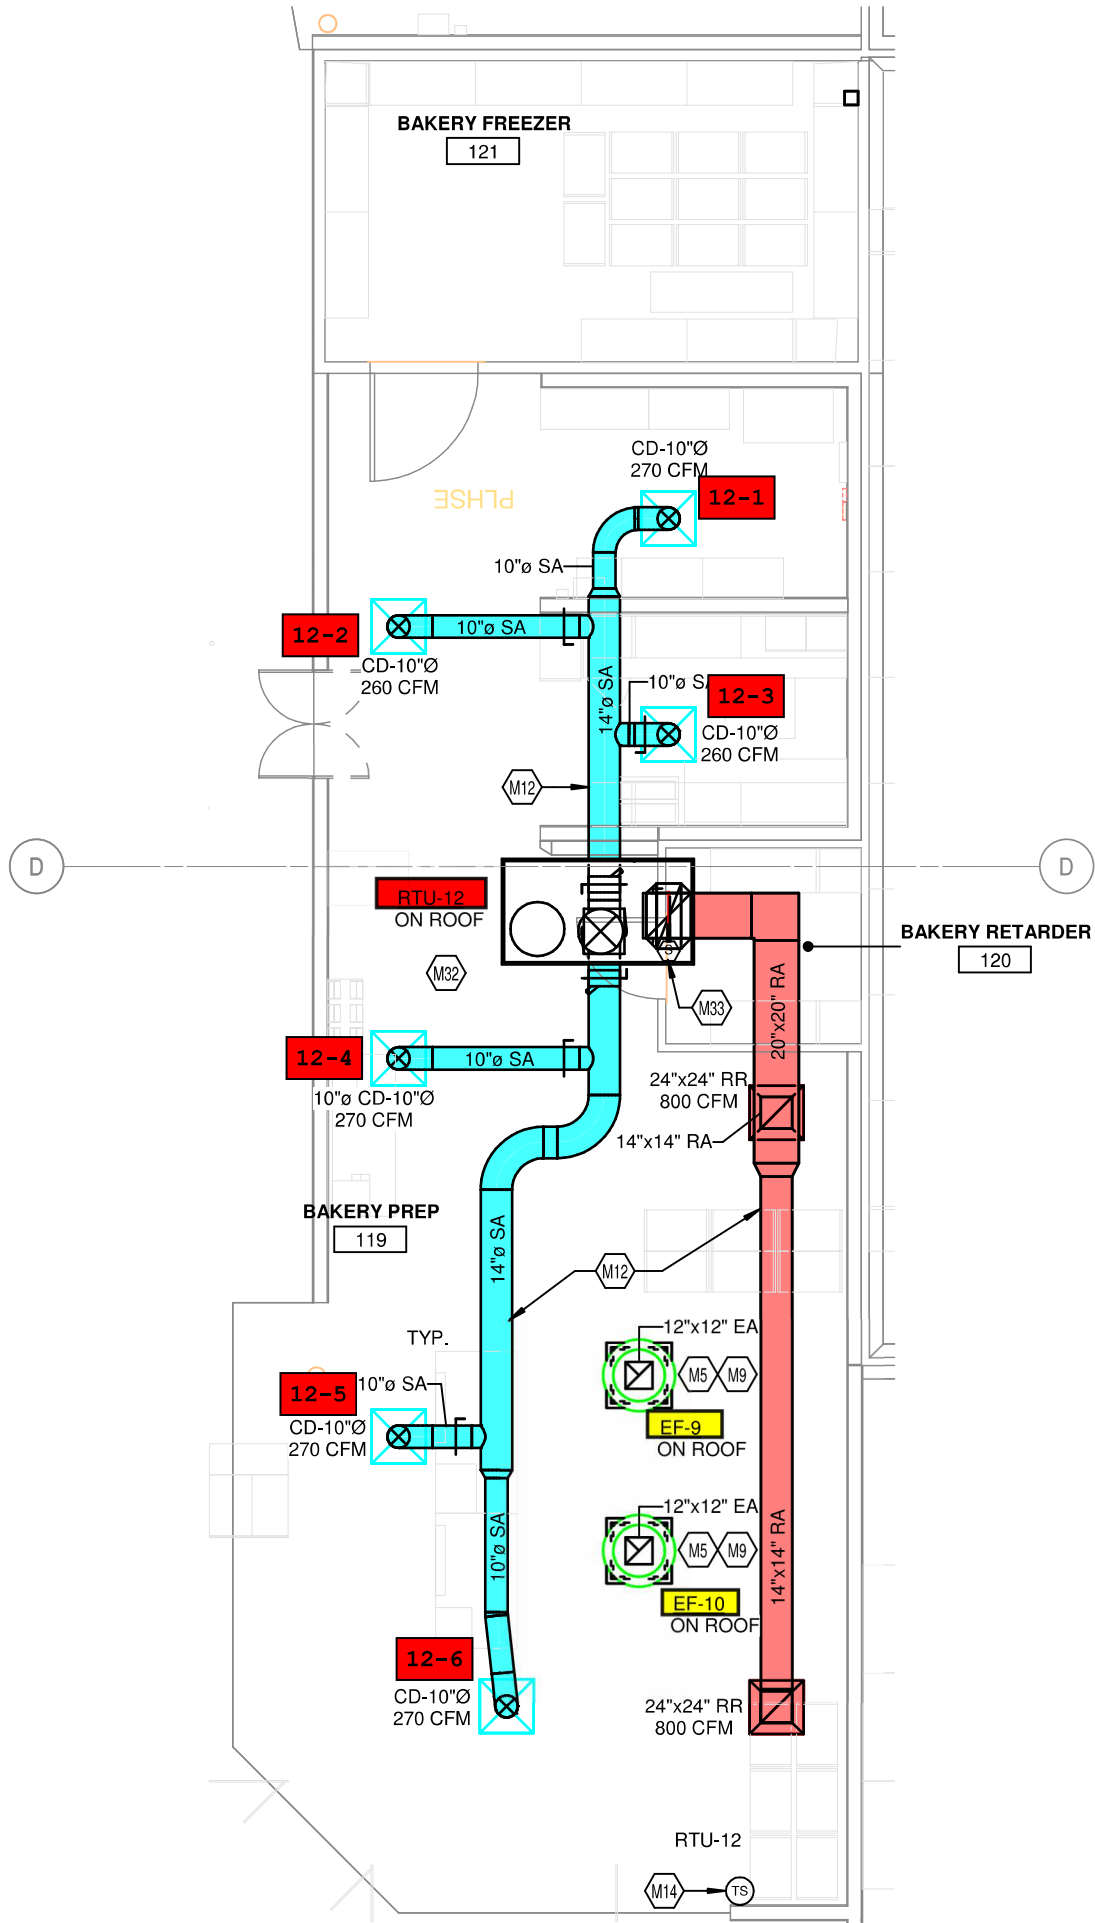 BAKERY FREEZER
121
CD-10"Ø
270 CFM
12-1
PLHSE
10"ø SA
12-2
10"ø SA
CD-10"Ø
260 CFM
14"ø SA
10"ø SA
12-3
CD-10"Ø
260 CFM
M12
D
D
RTU-12
ON ROOF
BAKERY RETARDER
120
S
M32
M33
20"x20" RA
12-4
10"ø SA
10"ø CD-10"Ø
270 CFM
24"x24" RR
800 CFM
14"x14" RA
BAKERY PREP
119
14"ø SA
M12
TYP.
12"x12" EA
M5
M9
12-5
10"ø SA
CD-10"Ø
270 CFM
EF-9
ON ROOF
12"x12" EA
M5
M9
10"ø SA
14"x14" RA
EF-10
ON ROOF
12-6
CD-10"Ø
270 CFM
24"x24" RR
800 CFM
RTU-12
M14
TS